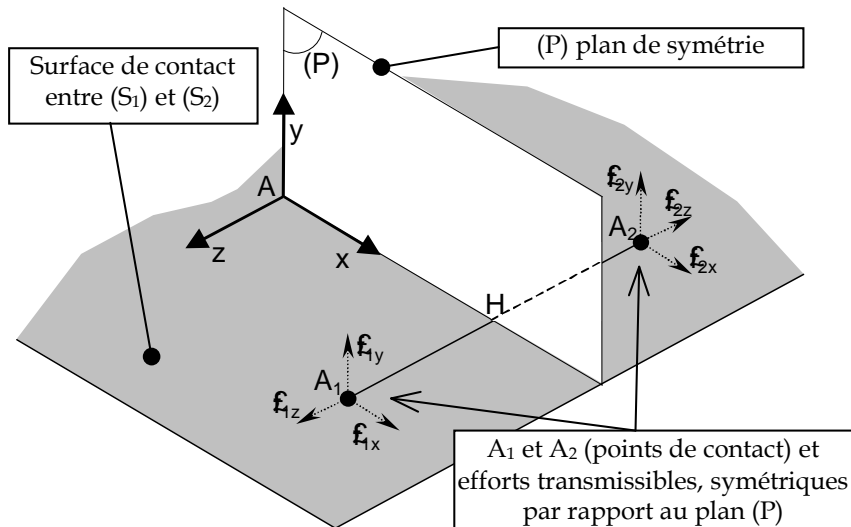 (P) plan de symétrie
Surface de contact
entre (S₁) et (S₂)
(P)
y
A
z
x
H
A₂
f₂y
f₂z
f₂x
A₁
f₁y
f₁z
f₁x
A₁ et A₂ (points de contact) et
efforts transmissibles, symétriques
par rapport au plan (P)